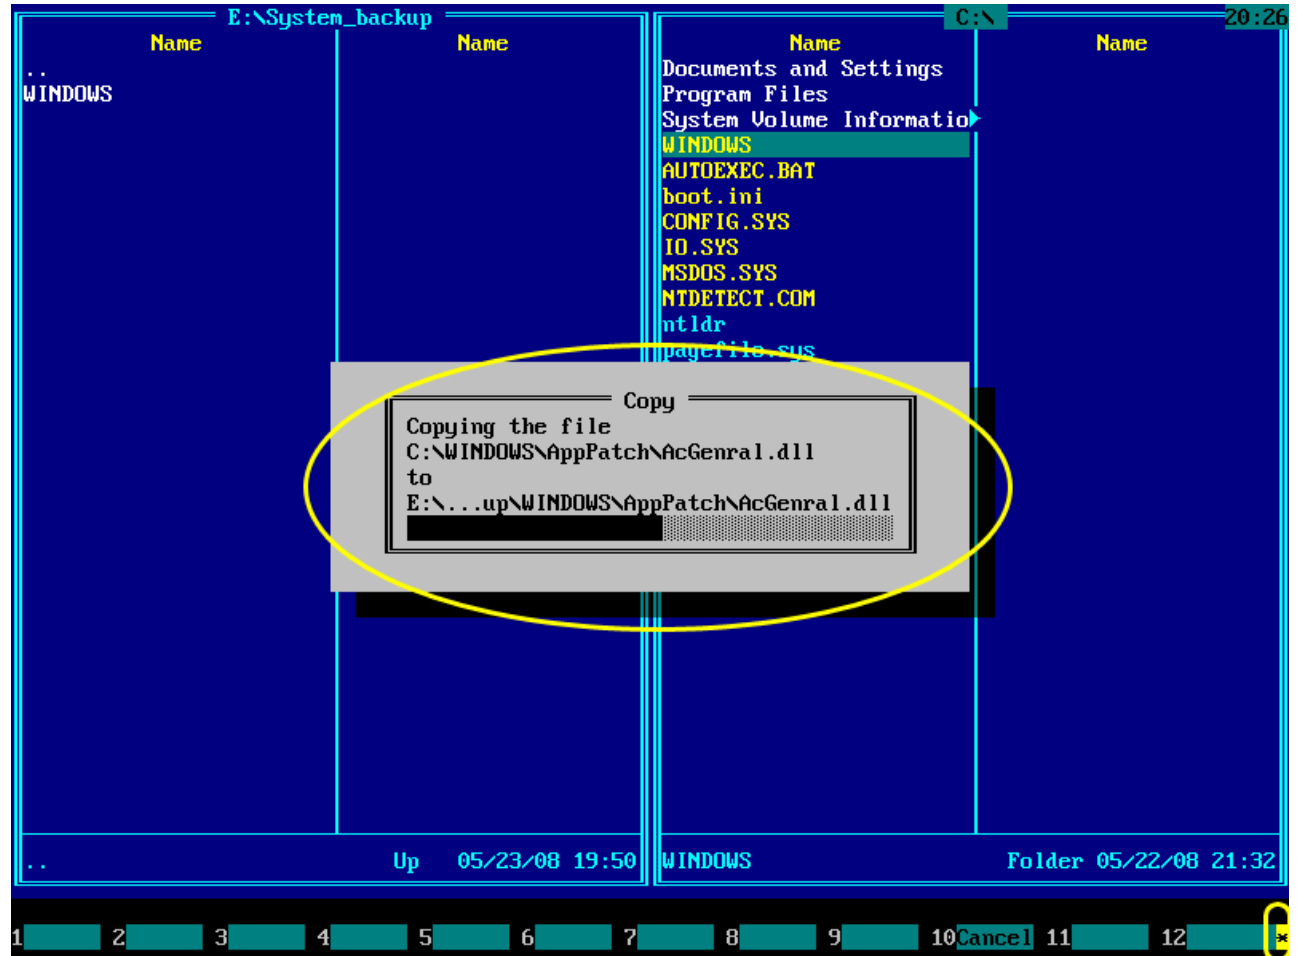 E:\System_backup
C:\
20:26
Name
Name
Name
Name
..
WINDOWS
Documents and Settings
Program Files
System Volume Informatio
WINDOWS
AUTOEXEC.BAT
boot.ini
CONFIG.SYS
IO.SYS
MSDOS.SYS
NTDETECT.COM
ntldr
pagefile.sys
Copy
Copying the file
C:\WINDOWS\AppPatch\AcGenral.dll
to
E:\...up\WINDOWS\AppPatch\AcGenral.dll
.. Up 05/23/08 19:50
WINDOWS Folder 05/22/08 21:32
1 2 3 4 5 6 7 8 9 10Cancel 11 12 *